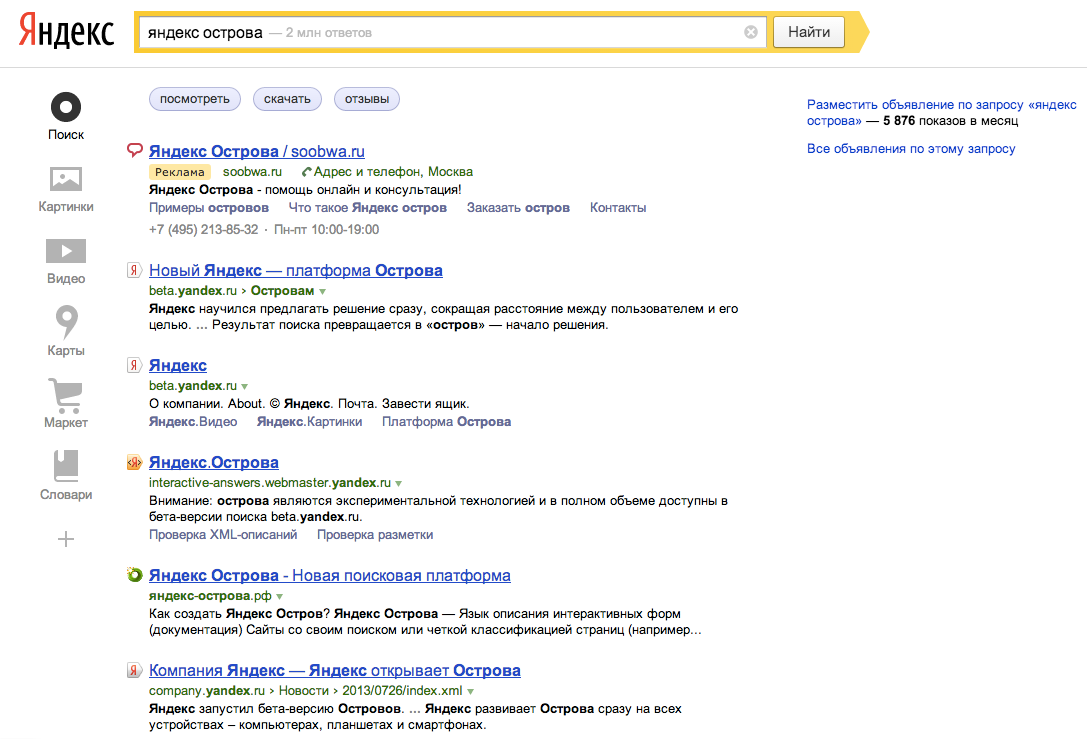 Яндекс
яндекс острова — 2 млн ответов
Найти
Поиск
Картинки
Видео
Карты
Маркет
Словари
посмотреть скачать отзывы
Яндекс Острова / soobwa.ru
Реклама soobwa.ru Адрес и телефон, Москва
Яндекс Острова - помощь онлайн и консультация!
Примеры островов Что такое Яндекс остров Заказать остров Контакты
+7 (495) 213-85-32 · Пн-пт 10:00-19:00
Я Новый Яндекс — платформа Острова
beta.yandex.ru › Островам
Яндекс научился предлагать решение сразу, сокращая расстояние между пользователем и его
целью. ... Результат поиска превращается в «остров» — начало решения.
Я Яндекс
beta.yandex.ru
О компании. About. © Яндекс. Почта. Завести ящик.
Яндекс.Видео Яндекс.Картинки Платформа Острова
Я Яндекс.Острова
interactive-answers.webmaster.yandex.ru
Внимание: острова являются экспериментальной технологией и в полном объеме доступны в
бета-версии поиска beta.yandex.ru.
Проверка XML-описаний Проверка разметки
Яндекс Острова - Новая поисковая платформа
яндекс-острова.рф
Как создать Яндекс Остров? Яндекс Острова — Язык описания интерактивных форм
(документация) Сайты со своим поиском или четкой классификацией страниц (например...
Я Компания Яндекс — Яндекс открывает Острова
company.yandex.ru › Новости › 2013/0726/index.xml
Яндекс запустил бета-версию Островов. ... Яндекс развивает Острова сразу на всех
устройствах – компьютерах, планшетах и смартфонах.
Разместить объявление по запросу «яндекс
острова» — 5 876 показов в месяц
Все объявления по этому запросу